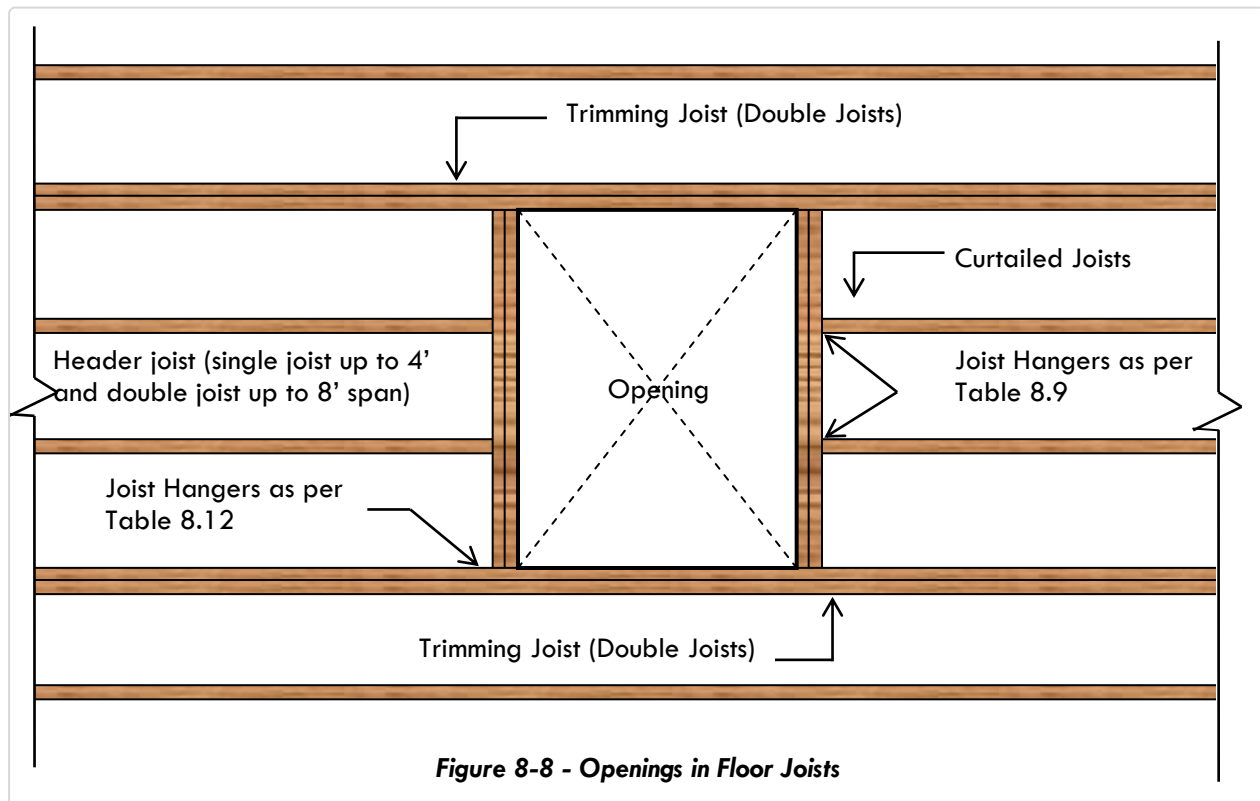 Trimming Joist (Double Joists)
Curtailed Joists
Header joist (single joist up to 4’
and double joist up to 8’ span)
Opening
Joist Hangers as per
Table 8.9
Joist Hangers as per
Table 8.12
Trimming Joist (Double Joists)
Figure 8-8 - Openings in Floor Joists